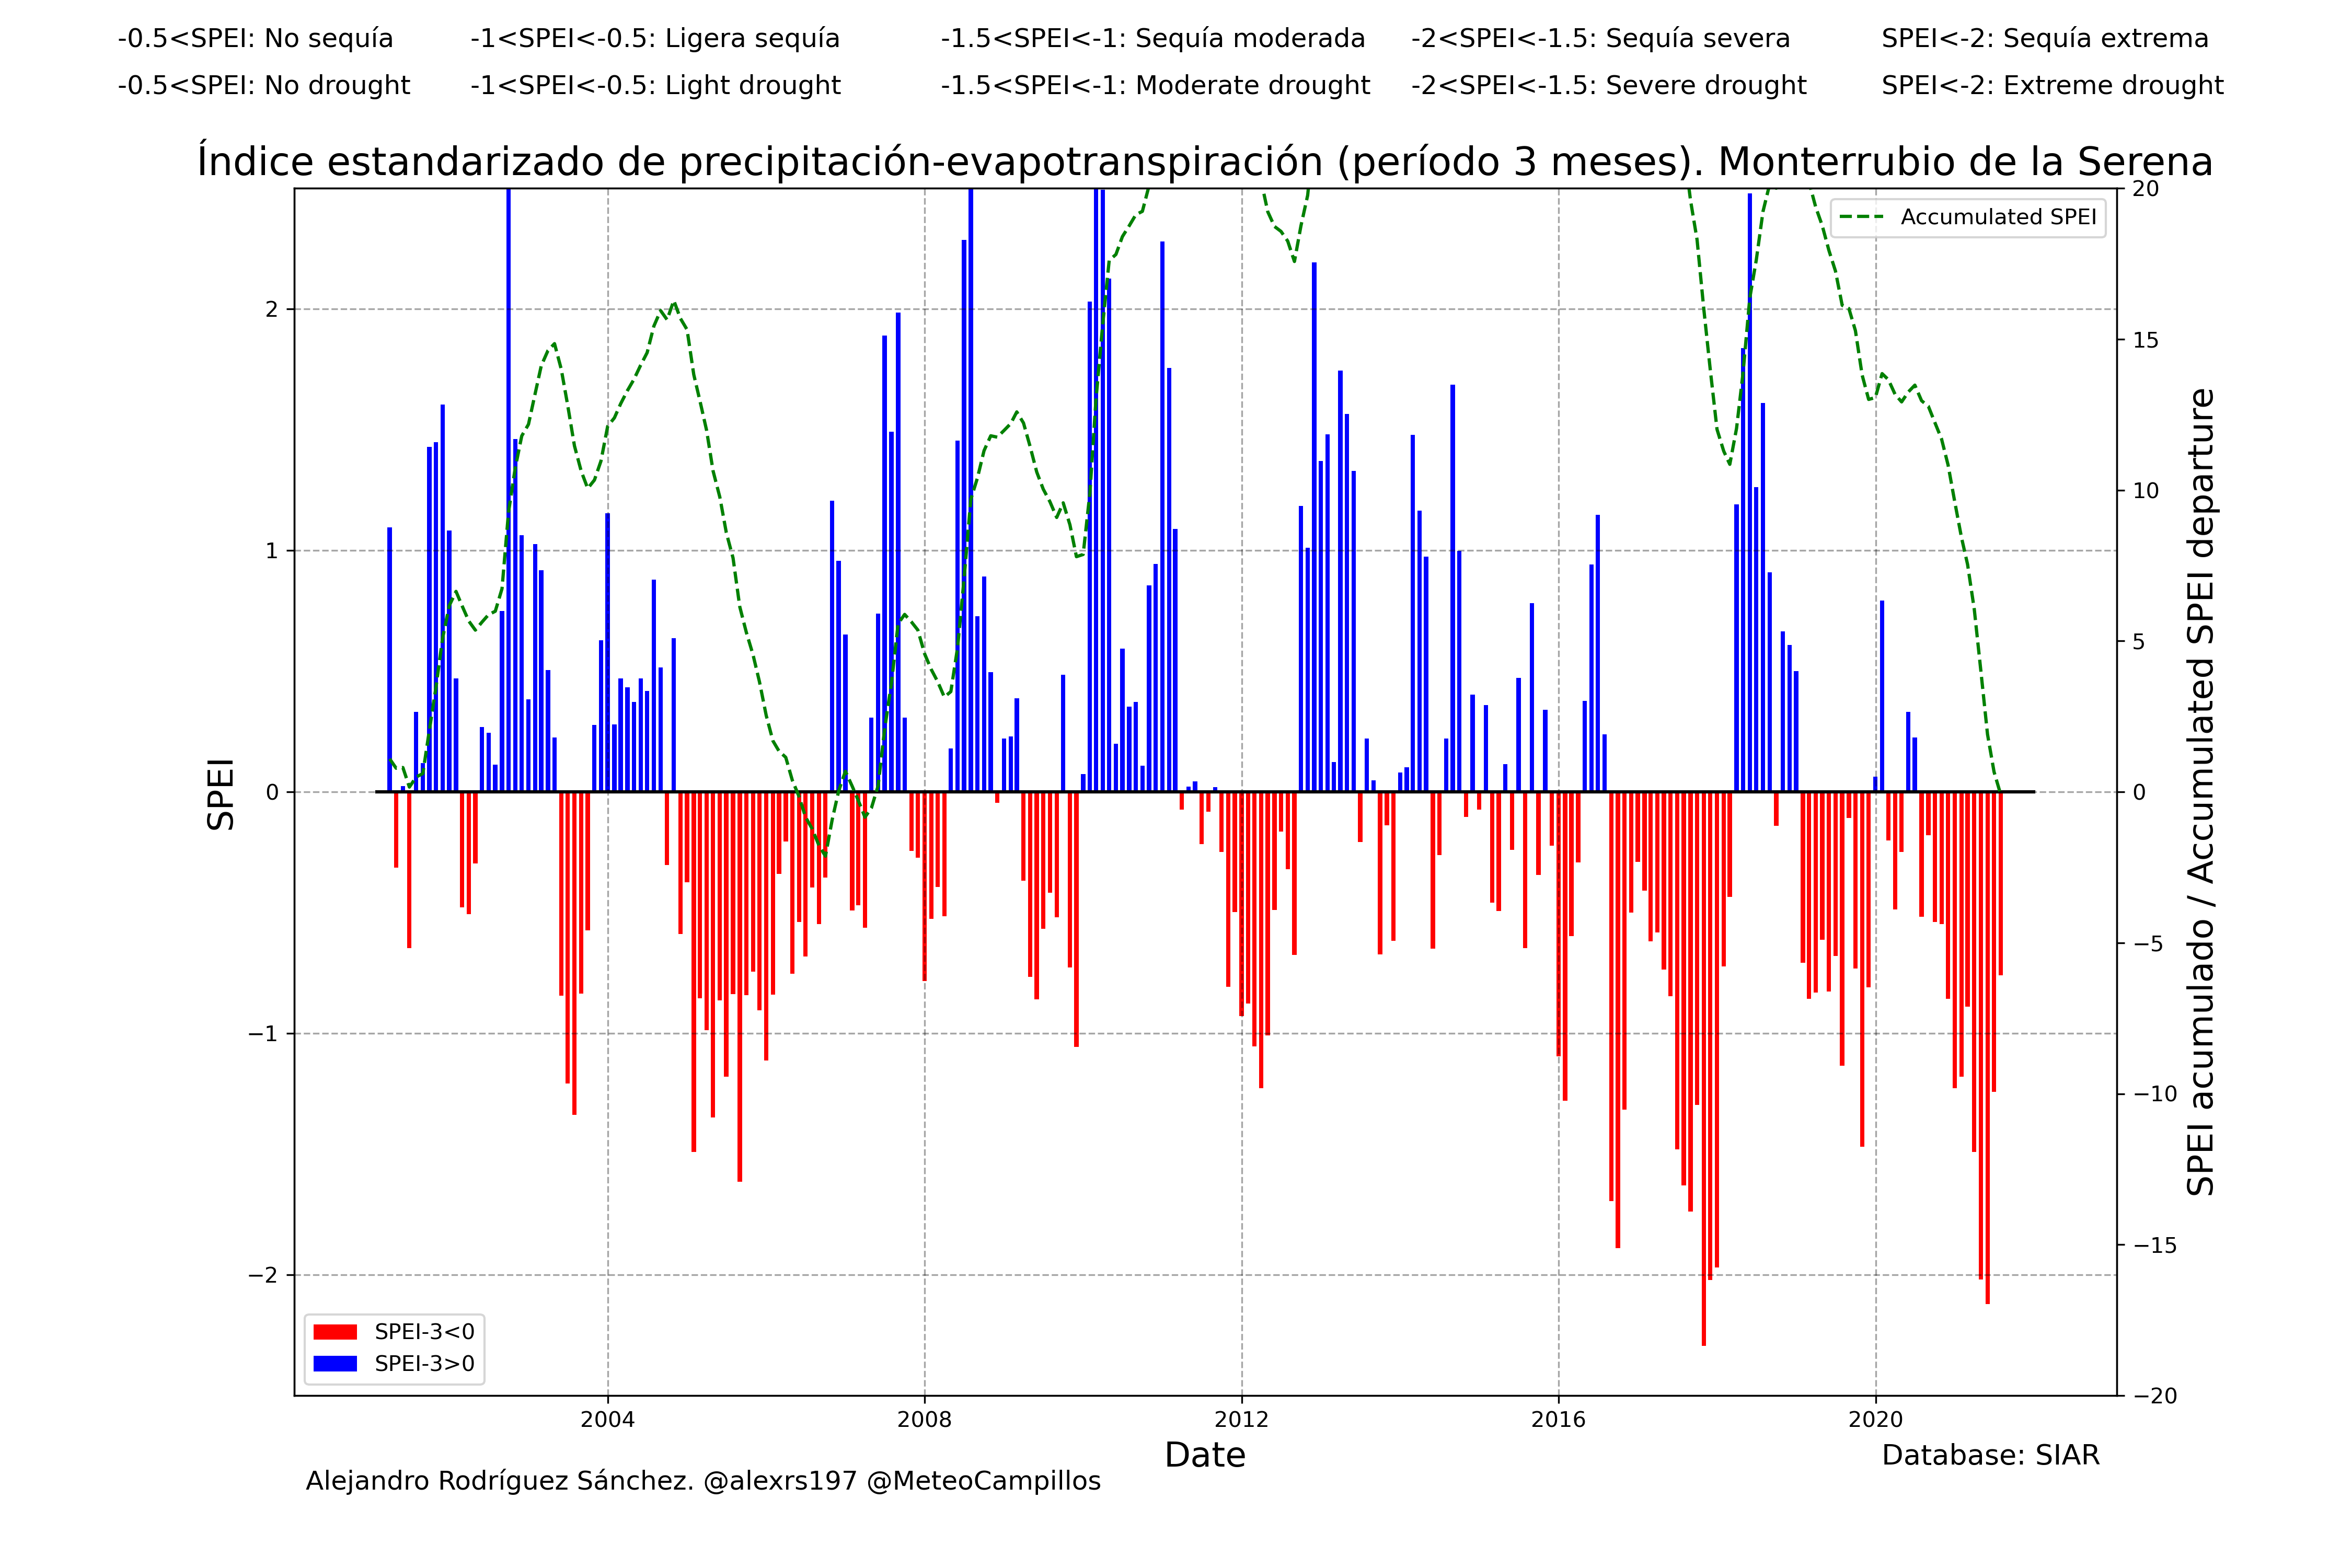 -0.5<SPEI: No sequía
-1<SPEI<-0.5: Ligera sequía
-1.5<SPEI<-1: Sequía moderada
-2<SPEI<-1.5: Sequía severa
SPEI<-2: Sequía extrema
-0.5<SPEI: No drought
-1<SPEI<-0.5: Light drought
-1.5<SPEI<-1: Moderate drought
-2<SPEI<-1.5: Severe drought
SPEI<-2: Extreme drought
Índice estandarizado de precipitación-evapotranspiración (período 3 meses). Monterrubio de la Serena
Accumulated SPEI
SPEI
2
1
0
−1
−2
20
15
10
5
0
−5
−10
−15
−20
SPEI acumulado / Accumulated SPEI departure
SPEI-3<0
SPEI-3>0
2004
2008
2012
2016
2020
Date
Database: SIAR
Alejandro Rodríguez Sánchez. @alexrs197 @MeteoCampillos